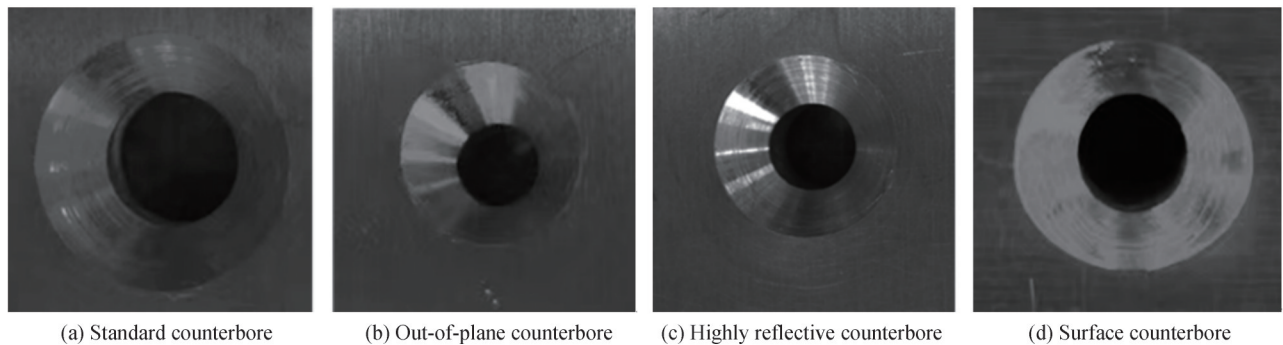 (a) Standard counterbore
(b) Out-of-plane counterbore
(c) Highly reflective counterbore
(d) Surface counterbore